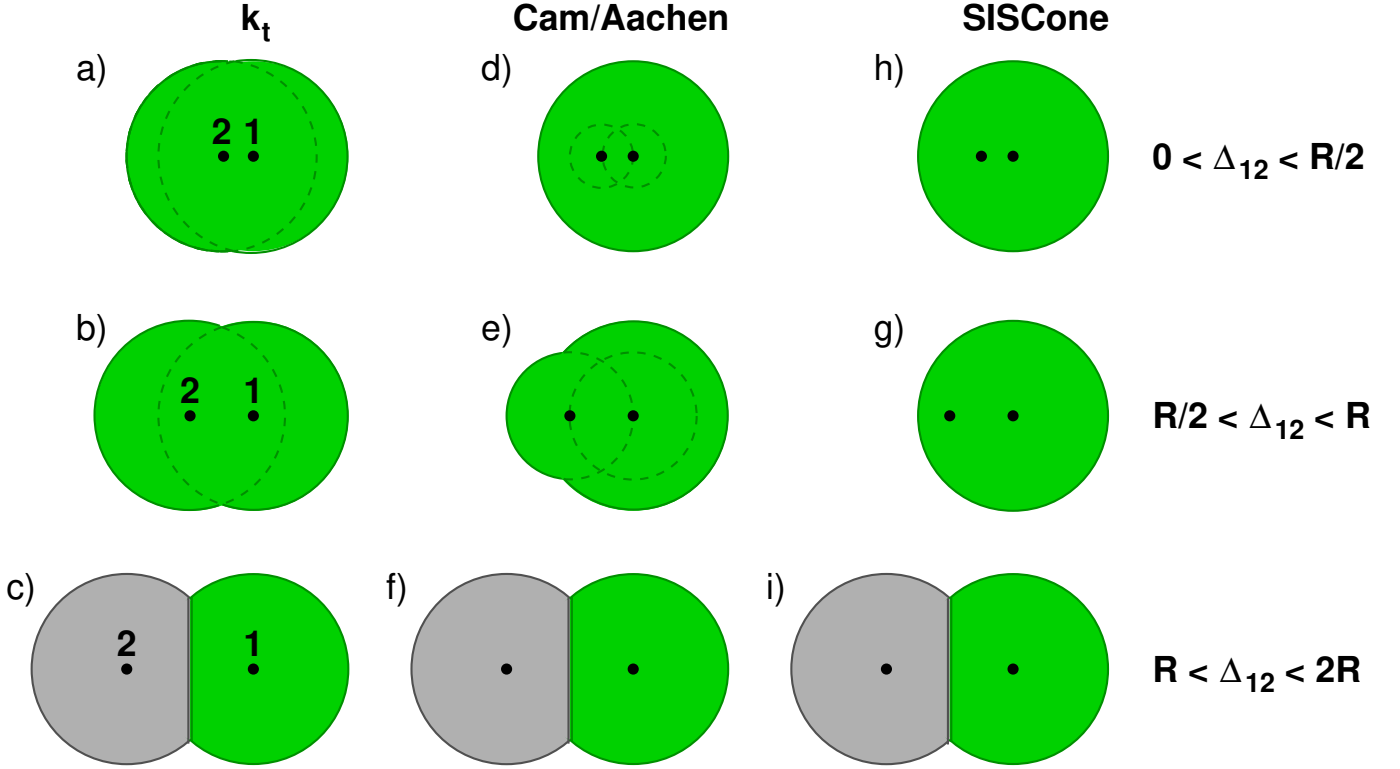 kt Cam/Aachen SISCone
a) d) h)
2 1
0 < Δ12 < R/2
b) e) g)
2 1
R/2 < Δ12 < R
c) f) i)
2 1
R < Δ12 < 2R